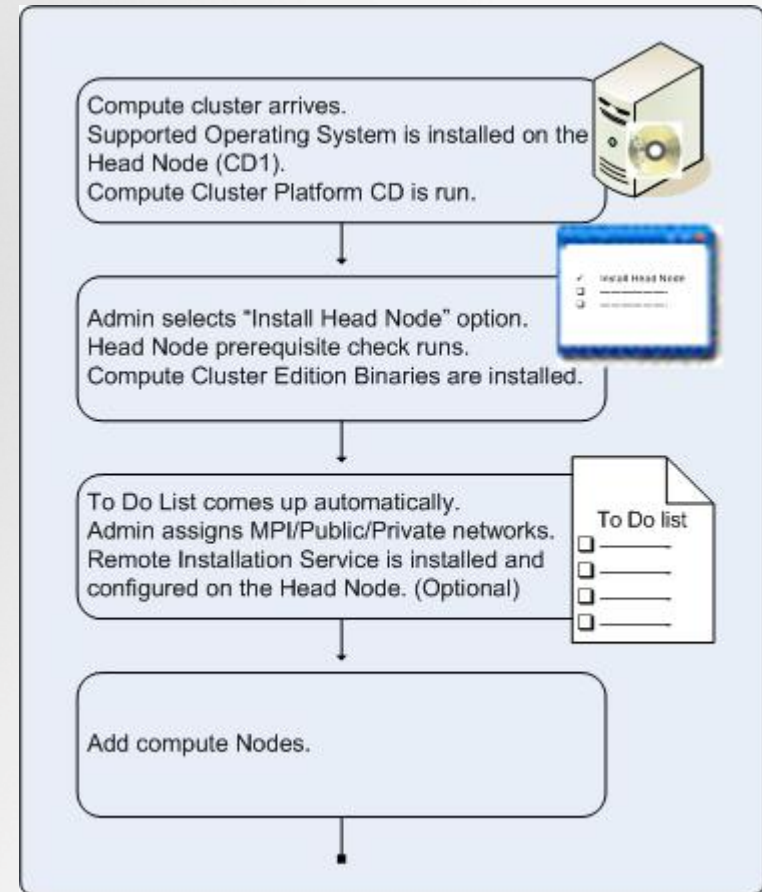 Compute cluster arrives.
Supported Operating System is installed on the
Head Node (CD1).
Compute Cluster Platform CD is run.
Install Head Node
Admin selects “Install Head Node” option.
Head Node prerequisite check runs.
Compute Cluster Edition Binaries are installed.
To Do List comes up automatically.
Admin assigns MPI/Public/Private networks.
Remote Installation Service is installed and
configured on the Head Node. (Optional)
To Do list
Add compute Nodes.